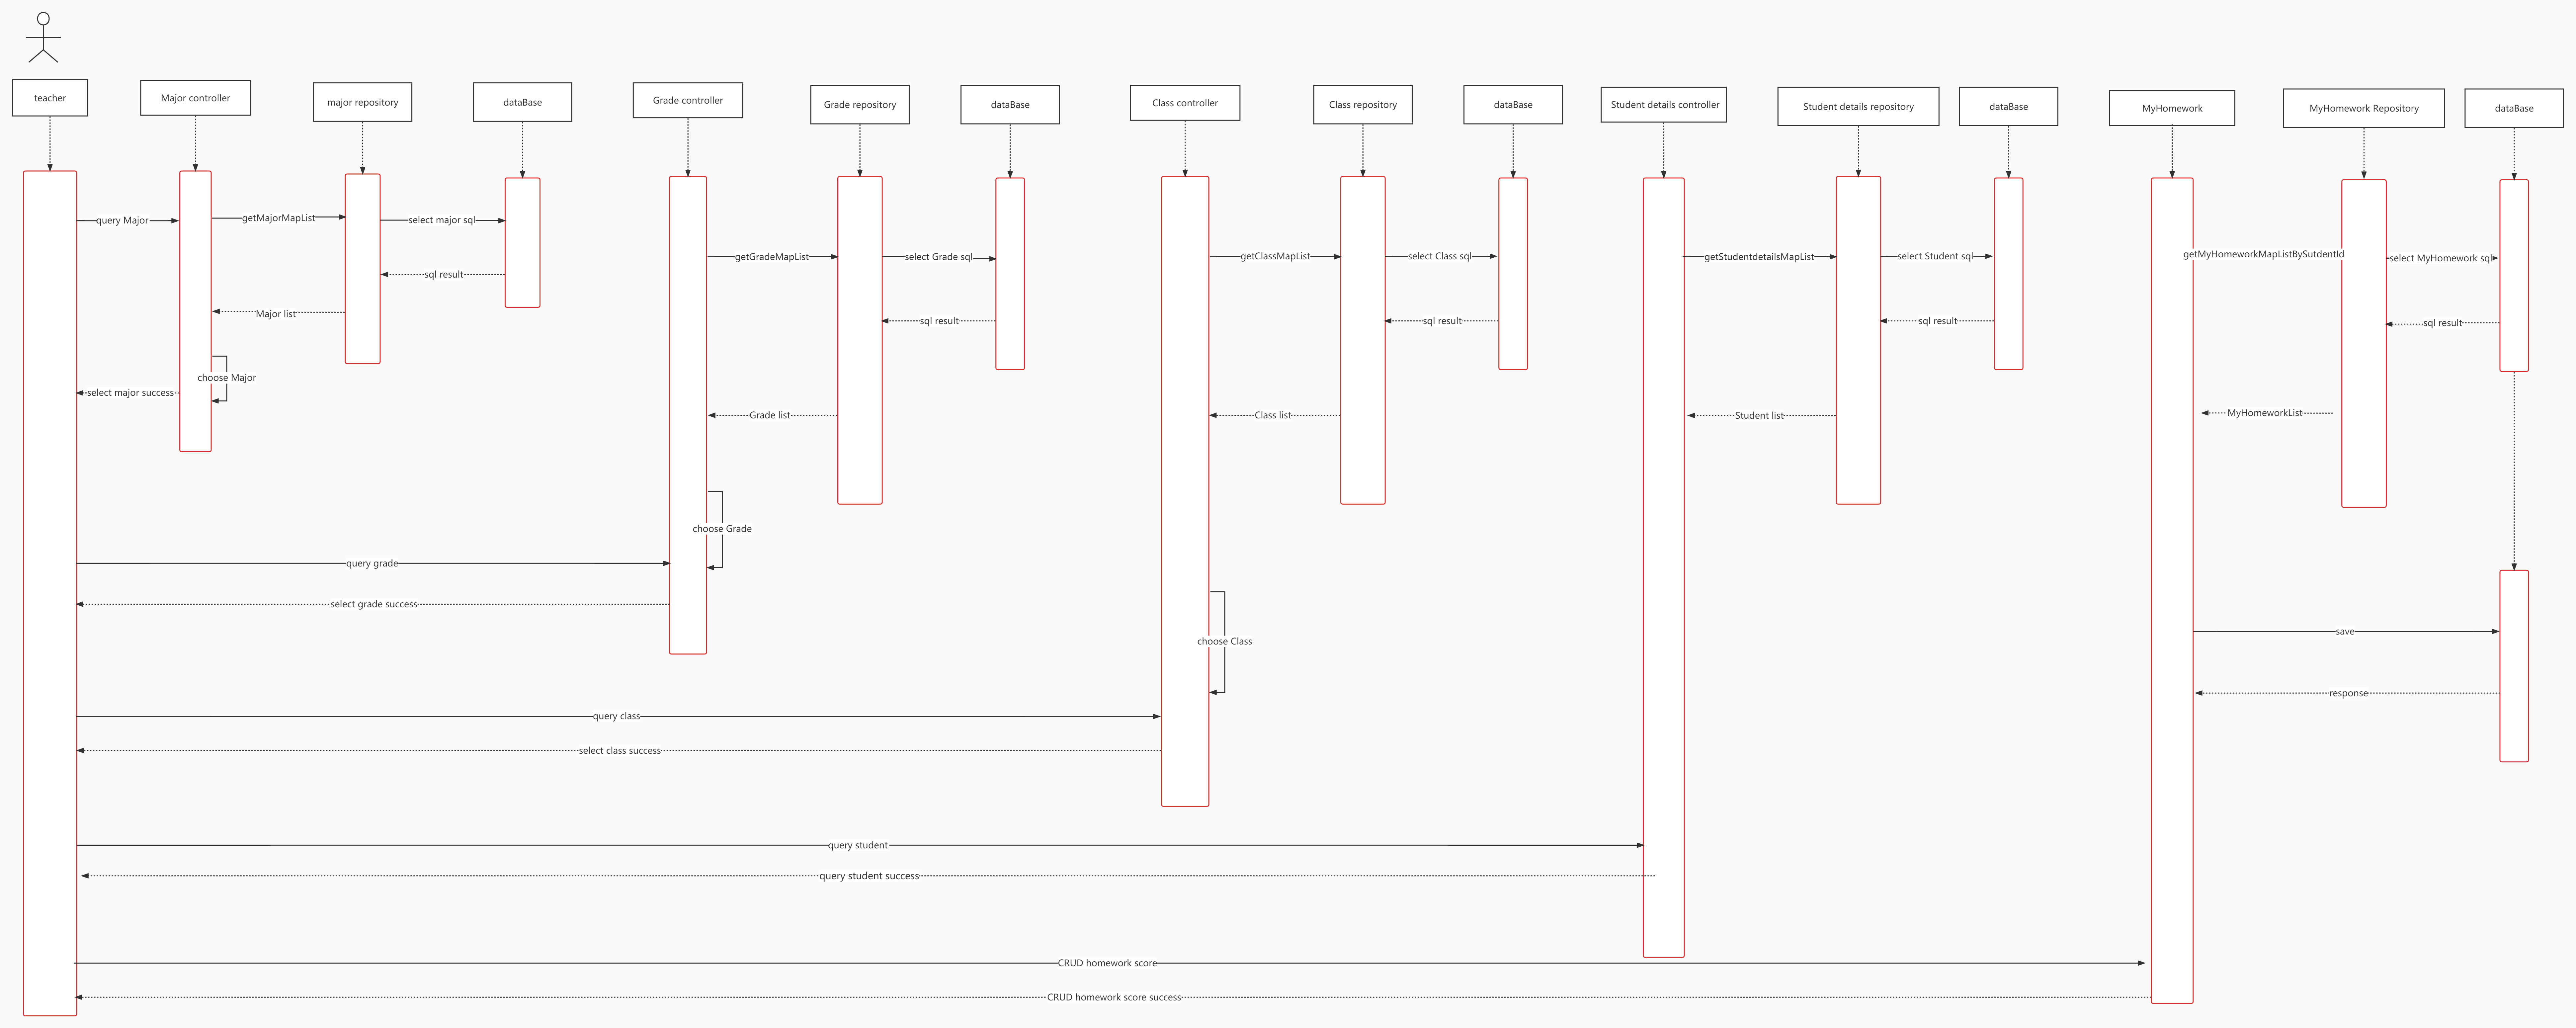 teacher
Major controller
major repository
dataBase
Grade controller
Grade repository
dataBase
Class controller
Class repository
dataBase
Student details controller
Student details repository
dataBase
MyHomework
MyHomework Repository
dataBase
query Major
getMajorMapList
select major sql
getGradeMapList
select Grade sql
getClassMapList
select Class sql
getStudentdetailsMapList
select Student sql
getMyHomeworkMapListBySutdentId
select MyHomework sql
sql result
Major list
sql result
sql result
sql result
sql result
choose Major
select major success
Grade list
Class list
Student list
MyHomeworkList
choose Grade
query grade
select grade success
save
choose Class
response
query class
select class success
query student
query student success
CRUD homework score
CRUD homework score success